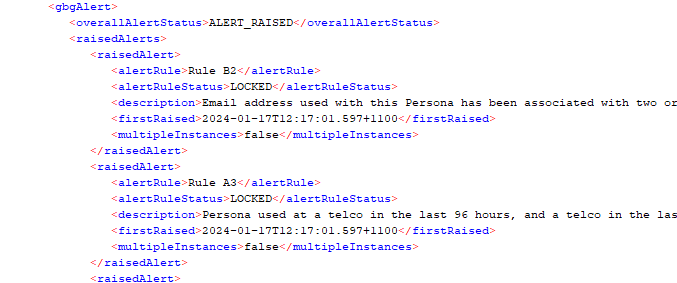 <gbgAlert>
<overallAlertStatus>ALERT_RAISED</overallAlertStatus>
<raisedAlerts>
<raisedAlert>
<alertRule>Rule B2</alertRule>
<alertRuleStatus>LOCKED</alertRuleStatus>
<description>Email address used with this Persona has been associated with two or
<firstRaised>2024-01-17T12:17:01.597+1100</firstRaised>
<multipleInstances>false</multipleInstances>
</raisedAlert>
<raisedAlert>
<alertRule>Rule A3</alertRule>
<alertRuleStatus>LOCKED</alertRuleStatus>
<description>Persona used at a telco in the last 96 hours, and a telco in the las
<firstRaised>2024-01-17T12:17:01.597+1100</firstRaised>
<multipleInstances>false</multipleInstances>
</raisedAlert>
<raisedAlert>